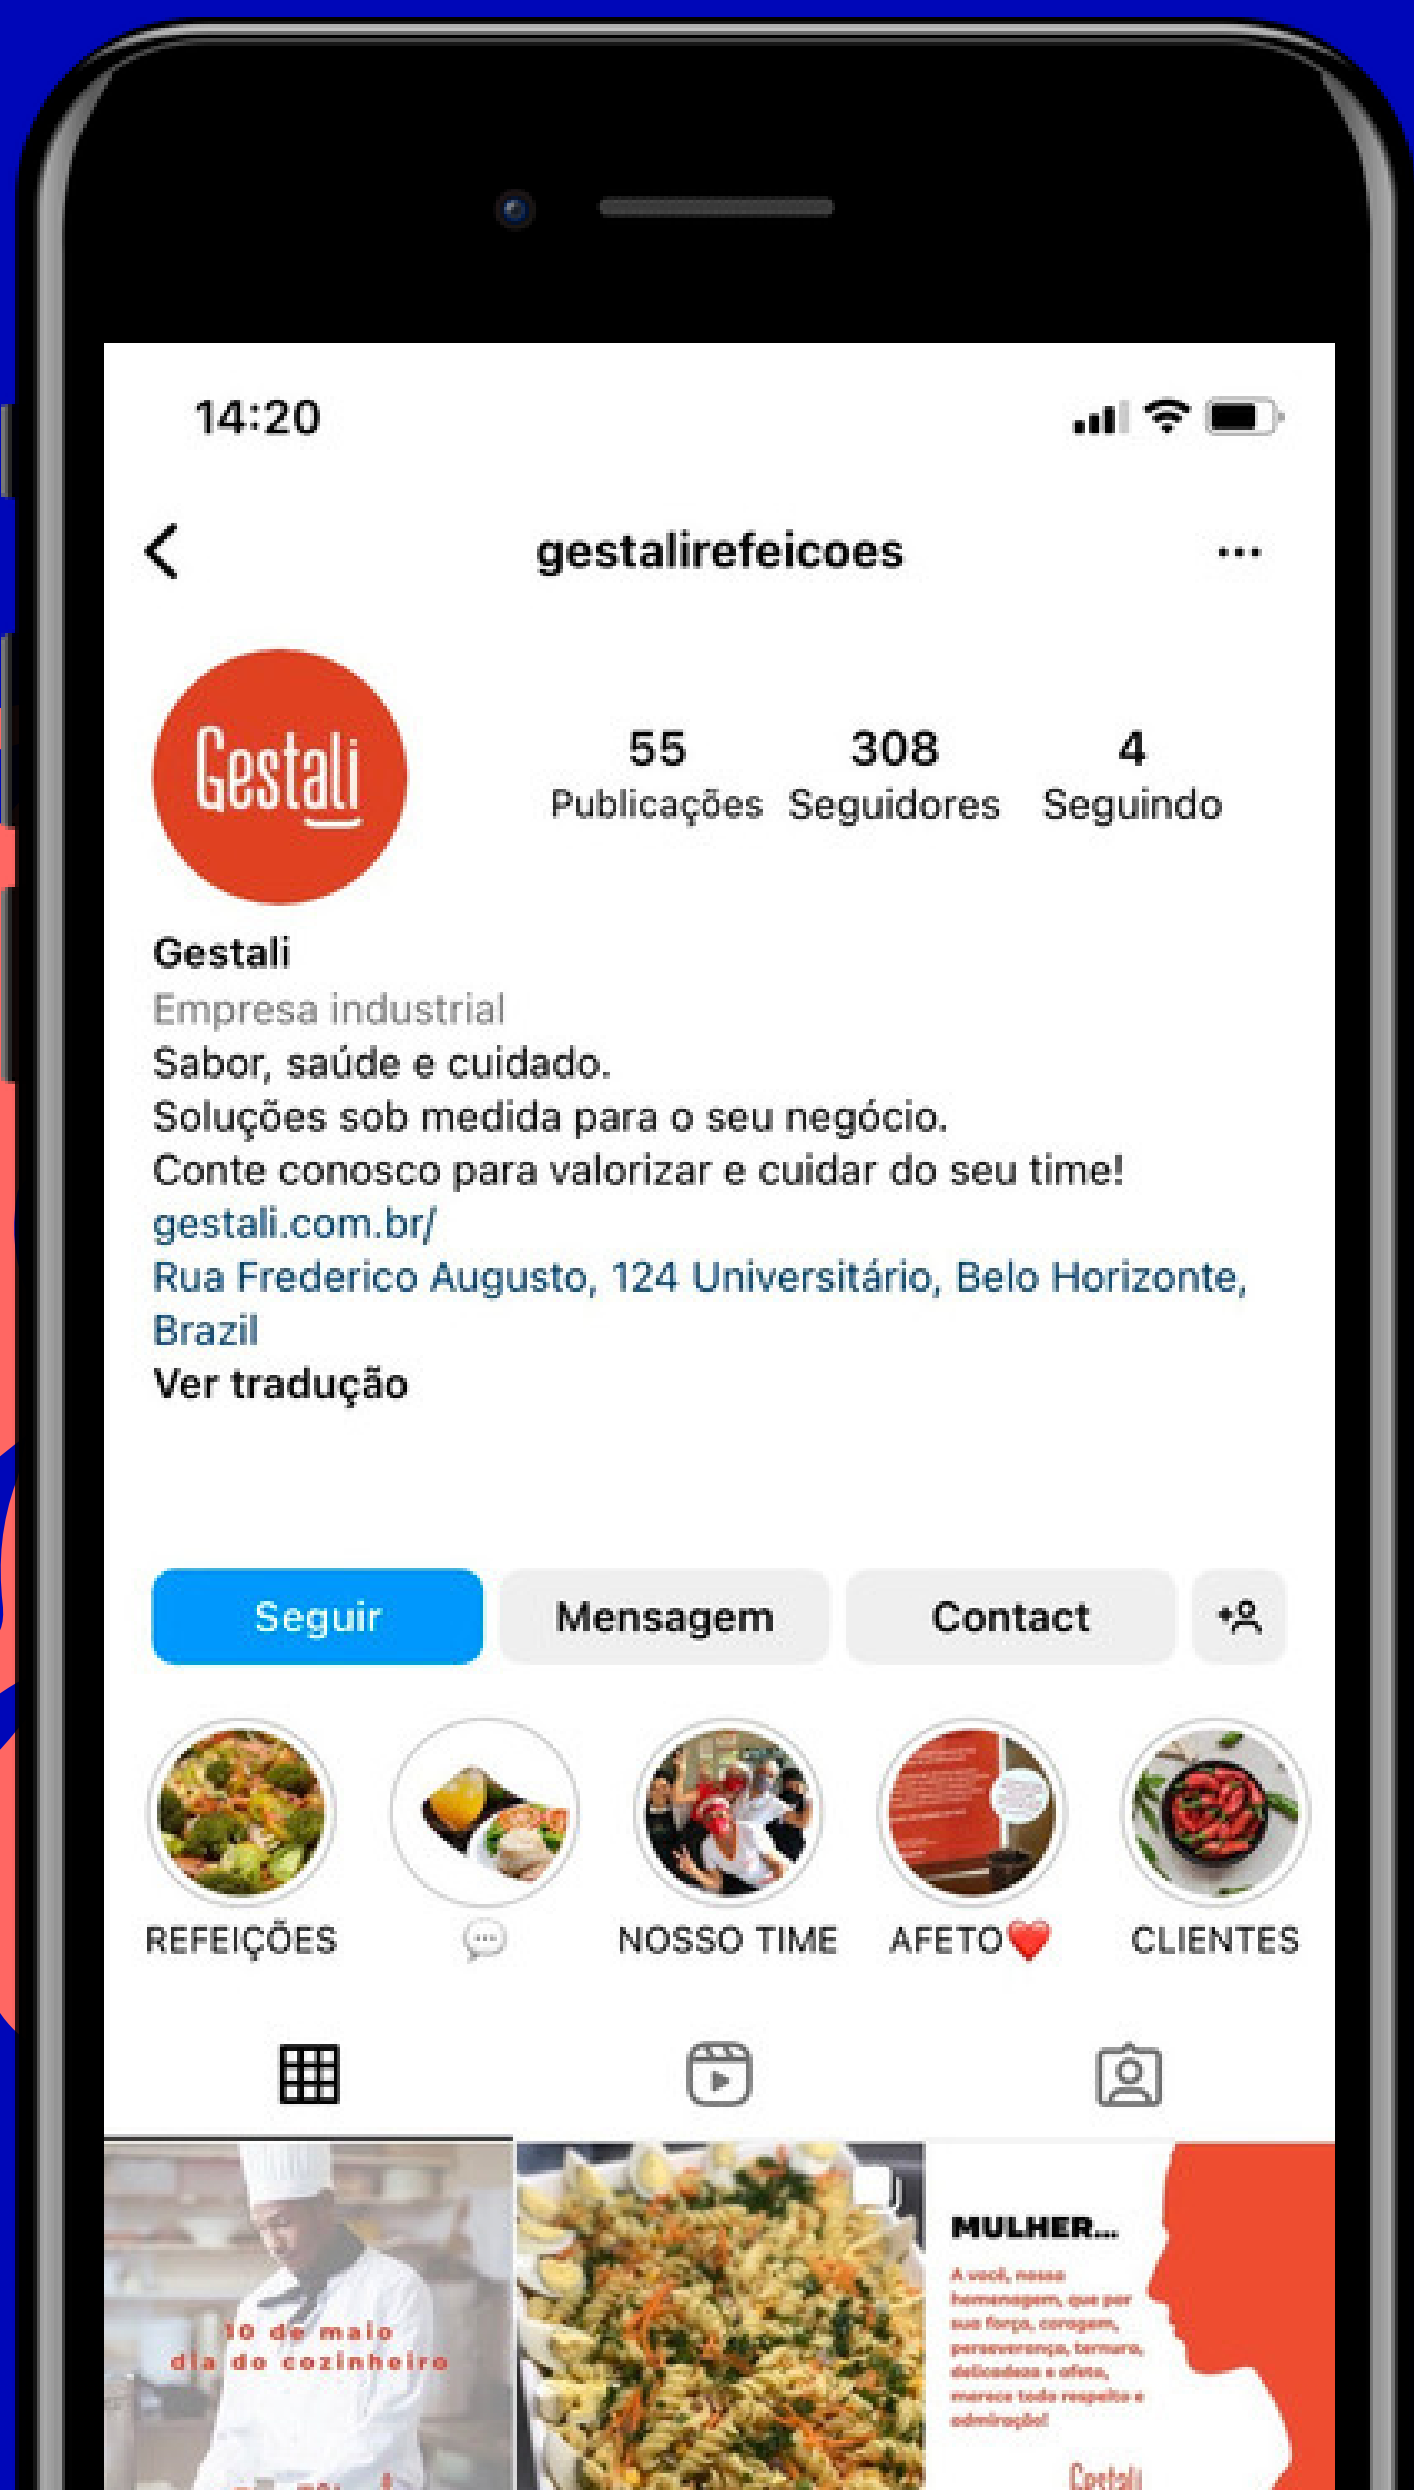 14:20
gestalirefeicoes
Gestali
55
308
4
Publicações
Seguidores
Seguindo
Gestali
Empresa industrial
Sabor, saúde e cuidado.
Soluções sob medida para o seu negócio.
Conte conosco para valorizar e cuidar do seu time!
gestali.com.br/
Rua Frederico Augusto, 124 Universitário, Belo Horizonte,
Brazil
Ver tradução
Seguir
Mensagem
Contact
REFEIÇÕES
💬
NOSSO TIME
AFETO❤️
CLIENTES
10 de maio
dia do cozinheiro
MULHER...
A você, nossa
homenagem, que por
sua força, coragem,
perseverança, ternura,
delicadeza e afeto,
merece todo respeito e
admiração!
Gestali